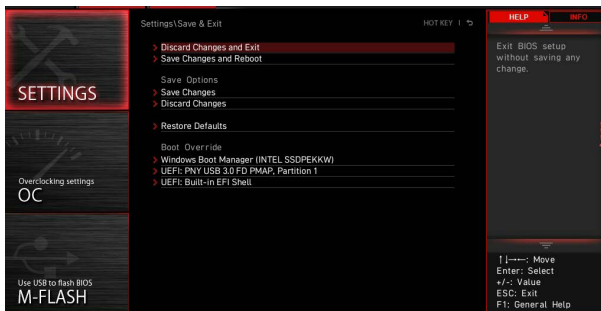 Settings\Save & Exit
HOT KEY | ↰
HELP
INFO
> Discard Changes and Exit
> Save Changes and Reboot
Save Options
> Save Changes
> Discard Changes
> Restore Defaults
Boot Override
> Windows Boot Manager (INTEL SSDPEKKW)
> UEFI: PNY USB 3.0 FD PMAP, Partition 1
> UEFI: Built-in EFI Shell
SETTINGS
Overclocking settings
OC
Use USB to flash BIOS
M-FLASH
Exit BIOS setup
without saving any
change.
↑↓→←: Move
Enter: Select
+/-: Value
ESC: Exit
F1: General Help